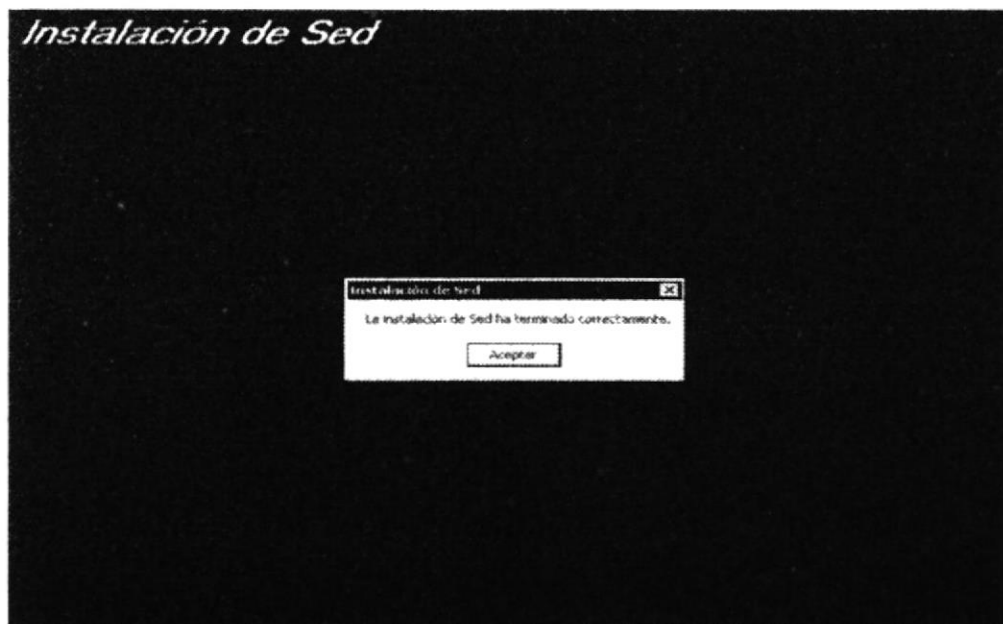 Instalación de Sed
Instalación de Sed
La instalación de Sed ha terminado correctamente.
Aceptar